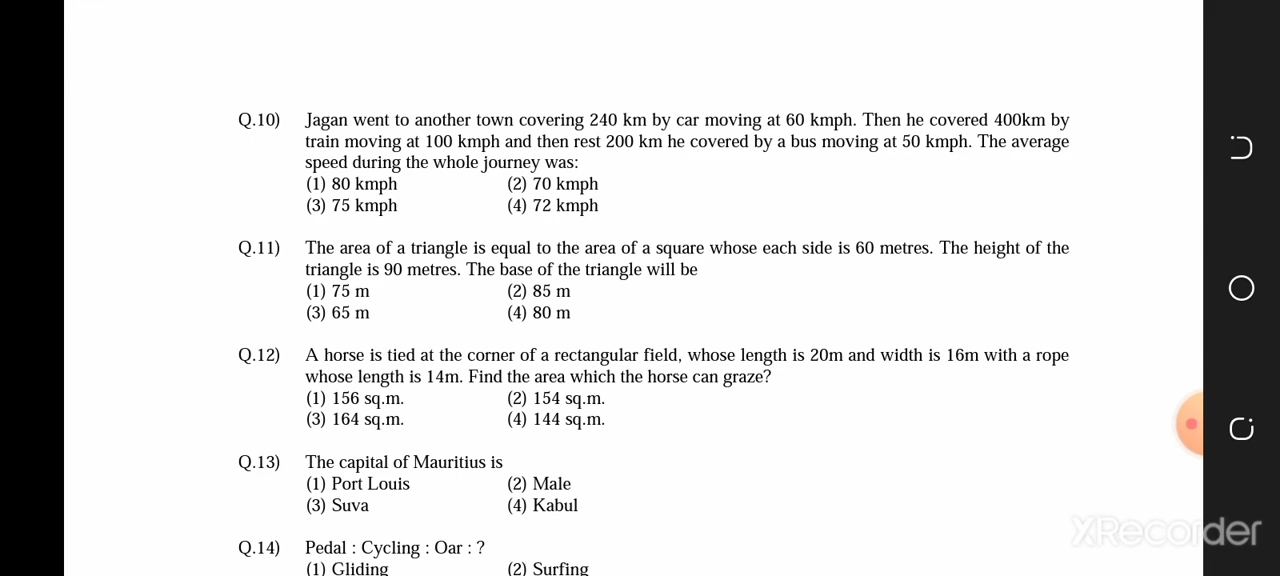 Q.10) Jagan went to another town covering 240 km by car moving at 60 kmph. Then he covered 400km by
train moving at 100 kmph and then rest 200 km he covered by a bus moving at 50 kmph. The average
speed during the whole journey was:
(1) 80 kmph (2) 70 kmph
(3) 75 kmph (4) 72 kmph
Q.11) The area of a triangle is equal to the area of a square whose each side is 60 metres. The height of the
triangle is 90 metres. The base of the triangle will be
(1) 75 m (2) 85 m
(3) 65 m (4) 80 m
Q.12) A horse is tied at the corner of a rectangular field, whose length is 20m and width is 16m with a rope
whose length is 14m. Find the area which the horse can graze?
(1) 156 sq.m. (2) 154 sq.m.
(3) 164 sq.m. (4) 144 sq.m.
Q.13) The capital of Mauritius is
(1) Port Louis (2) Male
(3) Suva (4) Kabul
XRecorder
Q.14) Pedal : Cycling : Oar : ?
(1) Gliding (2) Surfing